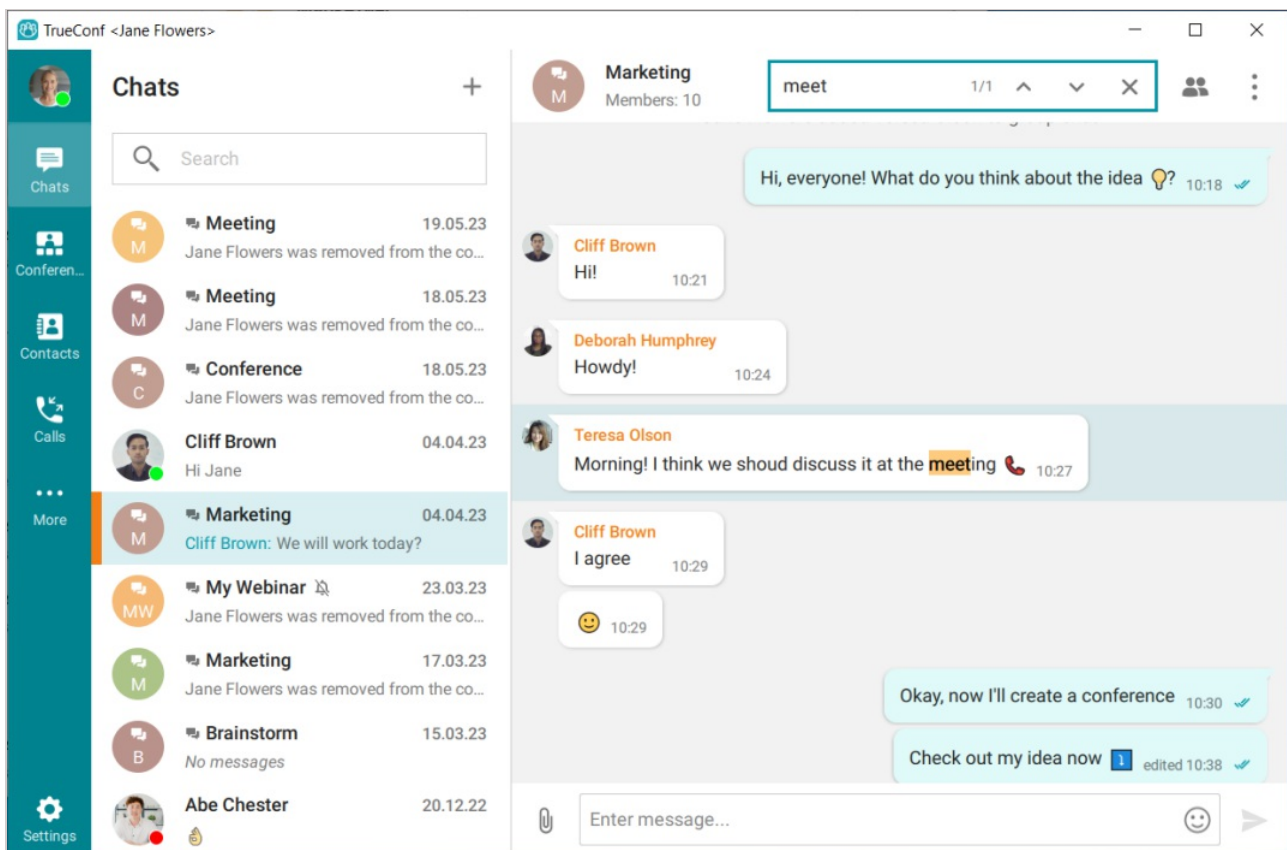 TrueConf <Jane Flowers>
Chats
Conferen...
Contacts
Calls
More
Settings
Chats
Search
M
Meeting 19.05.23
Jane Flowers was removed from the co...
M
Meeting 18.05.23
Jane Flowers was removed from the co...
C
Conference 18.05.23
Jane Flowers was removed from the co...
Cliff Brown 04.04.23
Hi Jane
M
Marketing 04.04.23
Cliff Brown: We will work today?
MW
My Webinar 23.03.23
Jane Flowers was removed from the co...
M
Marketing 17.03.23
Jane Flowers was removed from the co...
B
Brainstorm 15.03.23
No messages
Abe Chester 20.12.22
👌
M
Marketing
Members: 10
meet 1/1
Hi, everyone! What do you think about the idea 💡? 10:18
Cliff Brown
Hi! 10:21
Deborah Humphrey
Howdy! 10:24
Teresa Olson
Morning! I think we shoud discuss it at the meeting 📞 10:27
Cliff Brown
I agree 10:29
🙂 10:29
Okay, now I'll create a conference 10:30
Check out my idea now ⤵️ edited 10:38
Enter message...